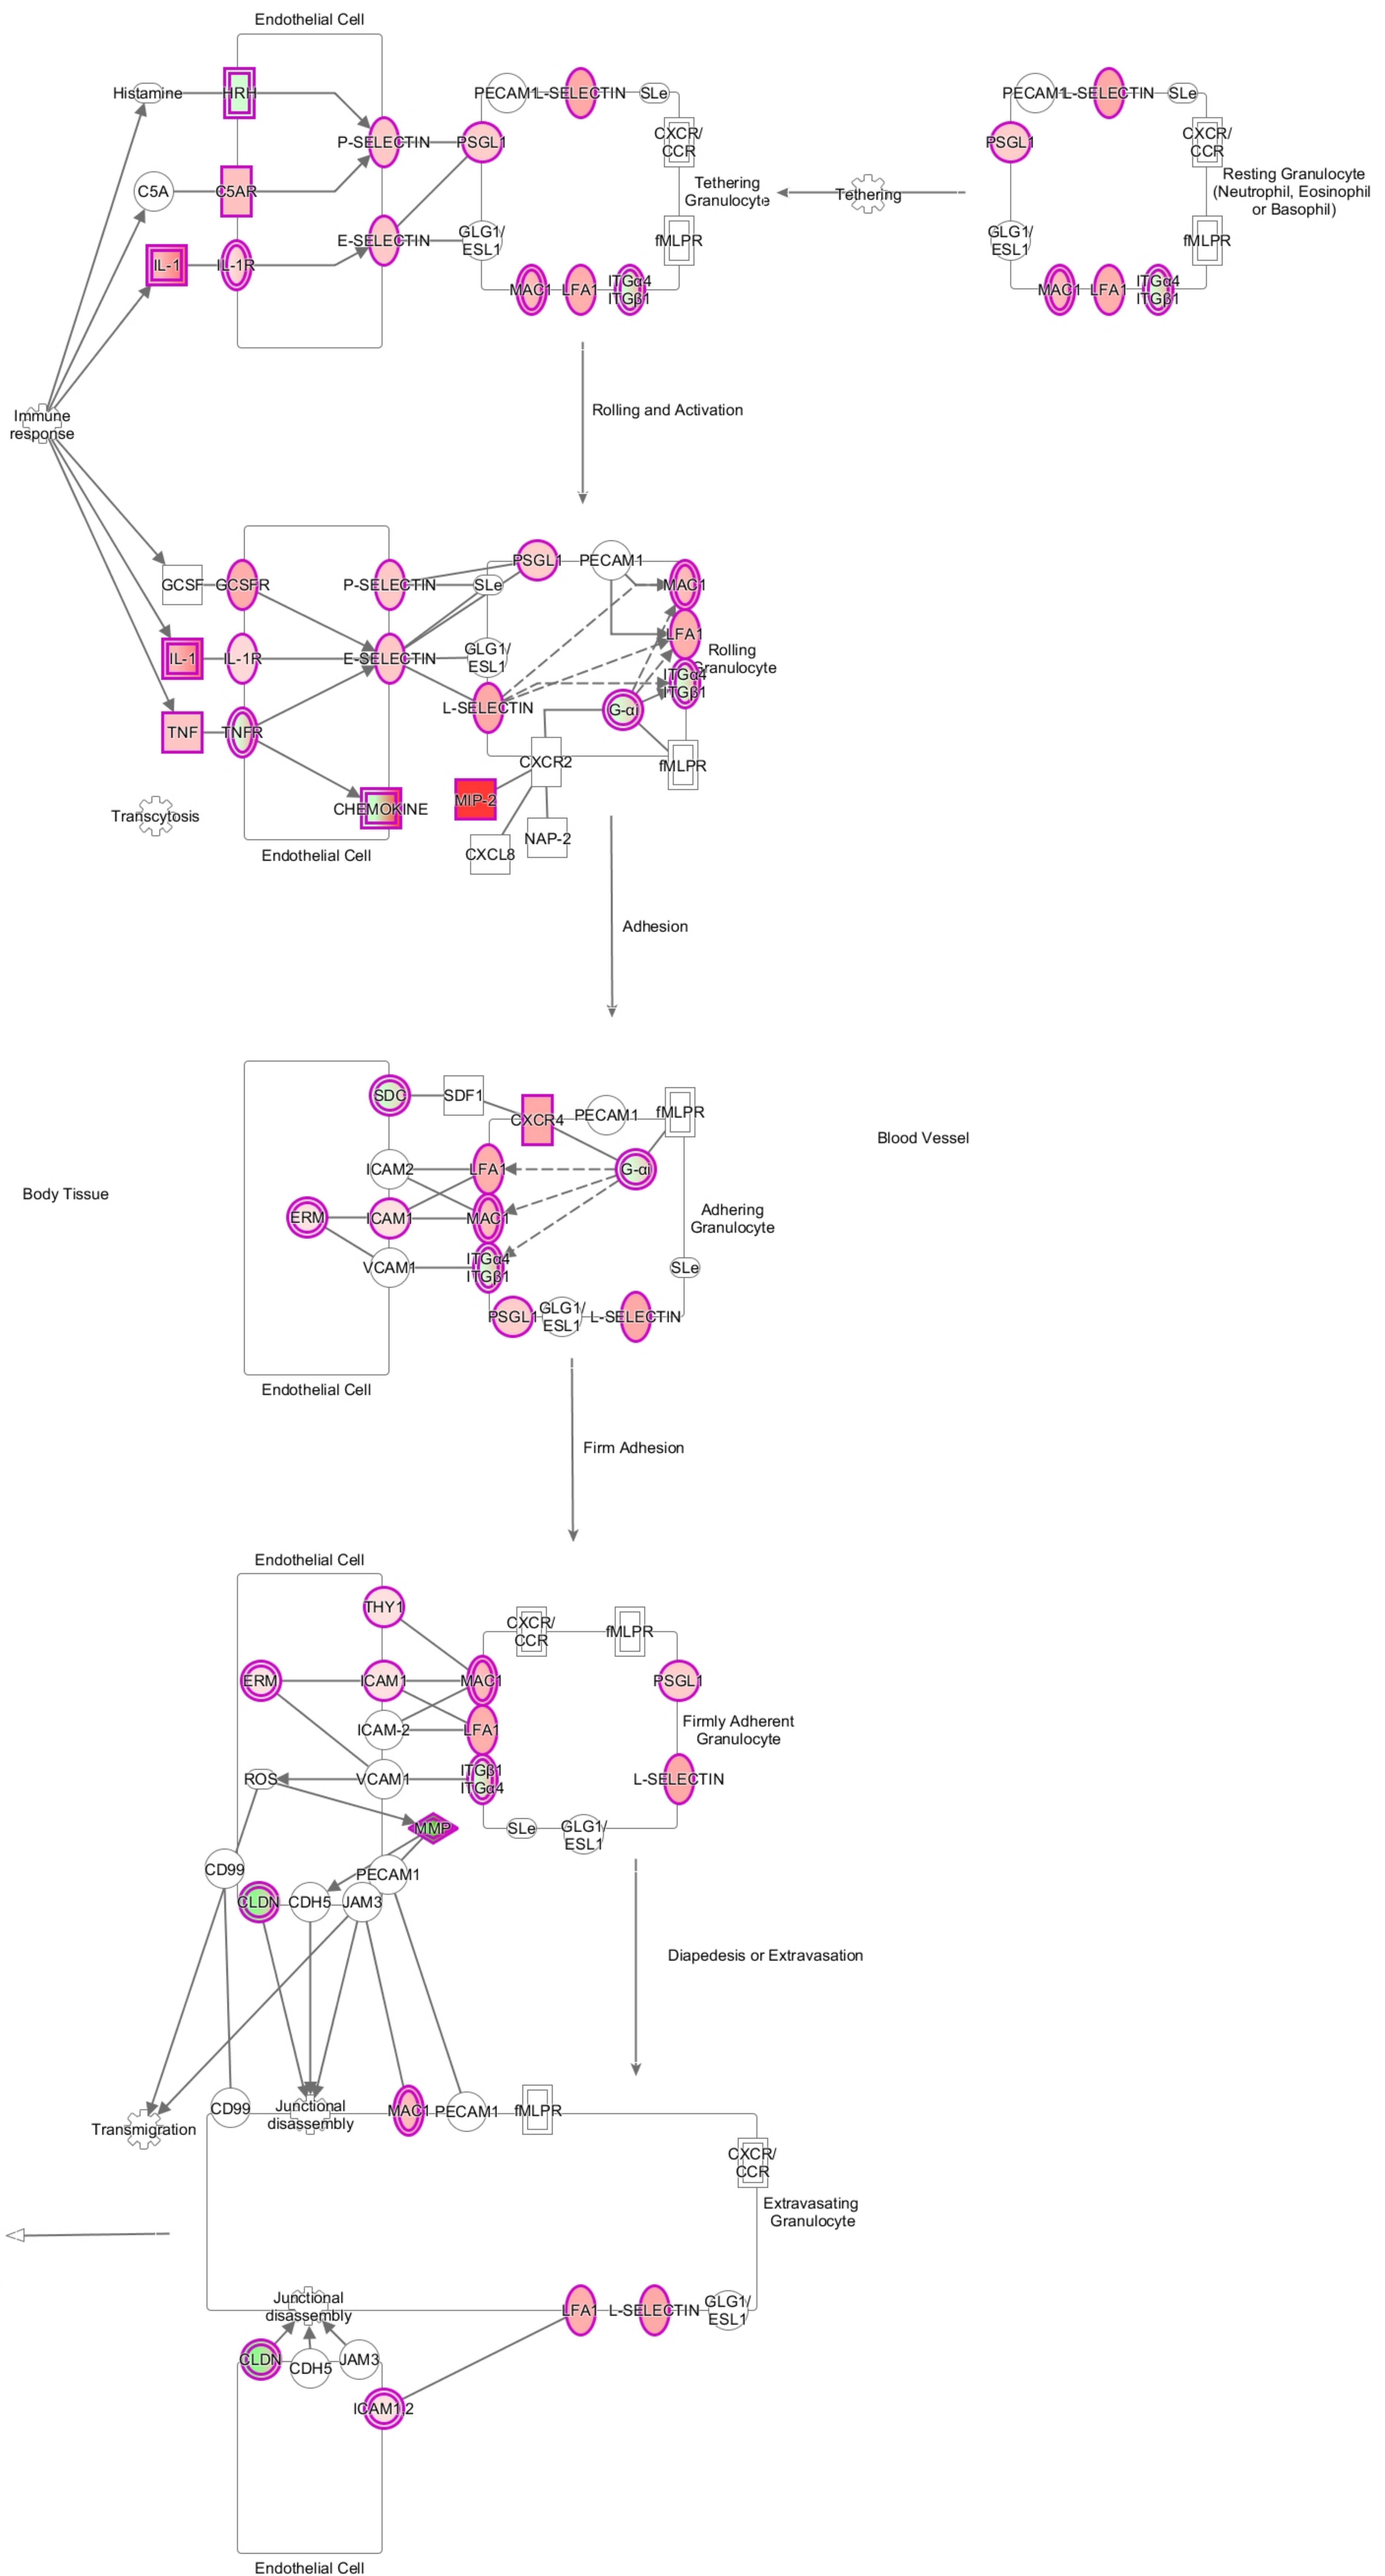 Endothelial Cell
Histamine
HRH
PECAM1
L-SELECTIN
SLe
PECAM1
L-SELECTIN
SLe
P-SELECTIN
PSGL1
CXCR/
CCR
PSGL1
CXCR/
CCR
C5A
C5AR
Tethering
Granulocyte
Tethering
Resting Granulocyte
(Neutrophil, Eosinophil
or Basophil)
IL-1
IL-1R
E-SELECTIN
GLG1/
ESL1
fMLPR
GLG1/
ESL1
fMLPR
MAC1
LFA1
ITGα4
ITGβ1
MAC1
LFA1
ITGα4
ITGβ1
Immune
response
Rolling and Activation
GCSF
GCSFR
P-SELECTIN
SLe
PSGL1
PECAM1
MAC1
LFA1
IL-1
IL-1R
E-SELECTIN
GLG1/
ESL1
Rolling
Granulocyte
ITGα4
ITGβ1
L-SELECTIN
G-αi
TNF
TNFR
CXCR2
fMLPR
CHEMOKINE
MIP-2
Transcytosis
NAP-2
CXCL8
Endothelial Cell
Adhesion
SDC
SDF1
CXCR4
PECAM1
fMLPR
Blood Vessel
ICAM2
LFA1
G-αi
Body Tissue
ERM
ICAM1
MAC1
Adhering
Granulocyte
VCAM1
ITGα4
ITGβ1
SLe
PSGL1
GLG1/
ESL1
L-SELECTIN
Endothelial Cell
Firm Adhesion
Endothelial Cell
THY1
CXCR/
CCR
fMLPR
ERM
ICAM1
MAC1
PSGL1
ICAM-2
LFA1
Firmly Adherent
Granulocyte
ROS
VCAM1
ITGβ1
ITGα4
L-SELECTIN
MMP
SLe
GLG1/
ESL1
CD99
PECAM1
CLDN
CDH5
JAM3
Diapedesis or Extravasation
Transmigration
CD99
Junctional
disassembly
MAC1
PECAM1
fMLPR
CXCR/
CCR
Extravasating
Granulocyte
Junctional
disassembly
LFA1
L-SELECTIN
GLG1/
ESL1
CLDN
CDH5
JAM3
ICAM1,2
Endothelial Cell